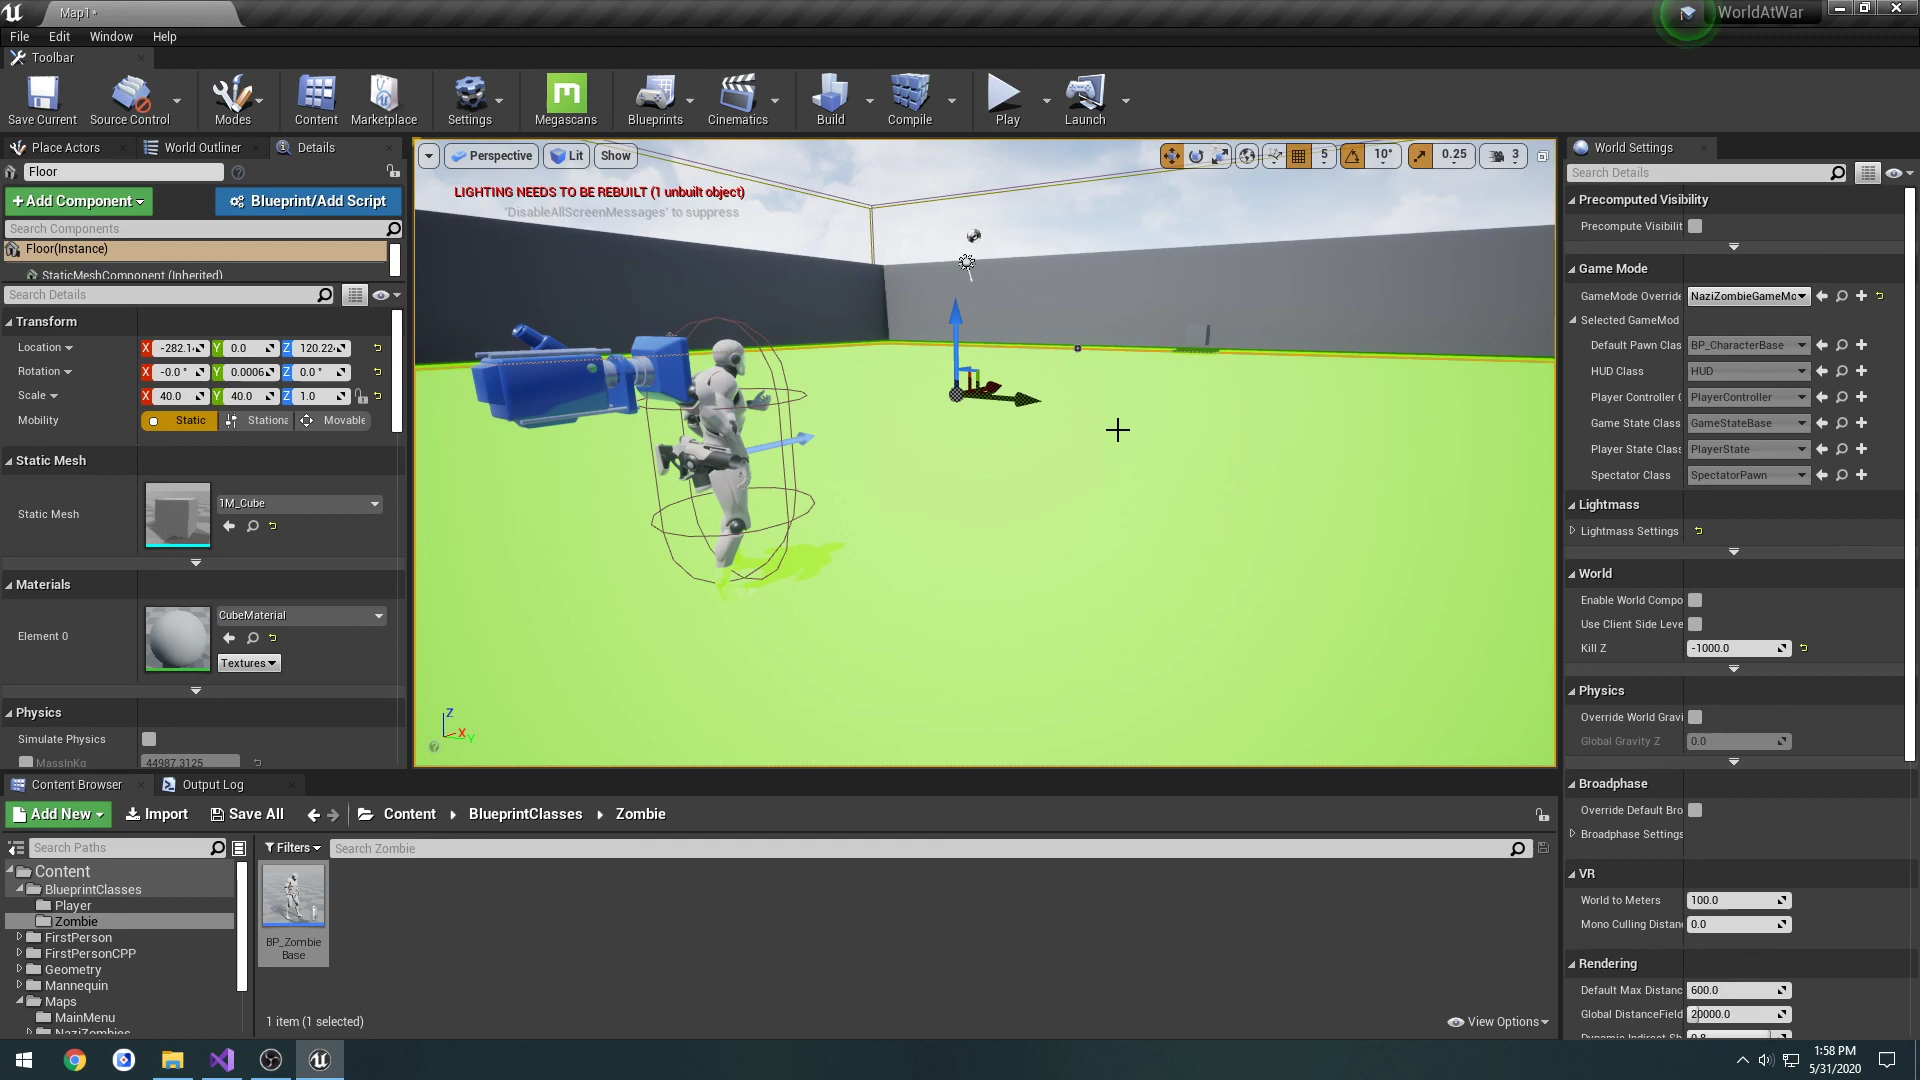 Map1*
WorldAtWar
File Edit Window Help
Toolbar
Save Current
Source Control
Modes
Content
Marketplace
Settings
Megascans
Blueprints
Cinematics
Build
Compile
Play
Launch
Place Actors
World Outliner
Details
Floor
+Add Component
Blueprint/Add Script
Search Components
Floor(Instance)
StaticMeshComponent (Inherited)
Search Details
Transform
Location X -282.1 Y 0.0 Z 120.22
Rotation X -0.0 ° Y 0.0006 Z 0.0 °
Scale X 40.0 Y 40.0 Z 1.0
Mobility Static Stationa Movable
Static Mesh
Static Mesh
1M_Cube
Materials
Element 0
CubeMaterial
Textures
Physics
Simulate Physics
MassInKg 44987.3125
Perspective Lit Show
5 10° 0.25 3
LIGHTING NEEDS TO BE REBUILT (1 unbuilt object)
'DisableAllScreenMessages' to suppress
Z
X
Y
World Settings
Search Details
Precomputed Visibility
Precompute Visibilit
Game Mode
GameMode Override NaziZombieGameMo
Selected GameMod
Default Pawn Clas BP_CharacterBase
HUD Class HUD
Player Controller C PlayerController
Game State Class GameStateBase
Player State Class PlayerState
Spectator Class SpectatorPawn
Lightmass
Lightmass Settings
World
Enable World Compo
Use Client Side Leve
Kill Z -1000.0
Physics
Override World Gravi
Global Gravity Z 0.0
Broadphase
Override Default Bro
Broadphase Settings
VR
World to Meters 100.0
Mono Culling Distan 0.0
Rendering
Default Max Distanc 600.0
Global DistanceField 20000.0
Content Browser
Output Log
Add New
Import
Save All
Content
BlueprintClasses
Zombie
Search Paths
Filters
Search Zombie
Content
BlueprintClasses
Player
Zombie
FirstPerson
FirstPersonCPP
Geometry
Mannequin
Maps
MainMenu
NaziZombies
BP_Zombie
Base
1 item (1 selected)
View Options
1:58 PM
5/31/2020